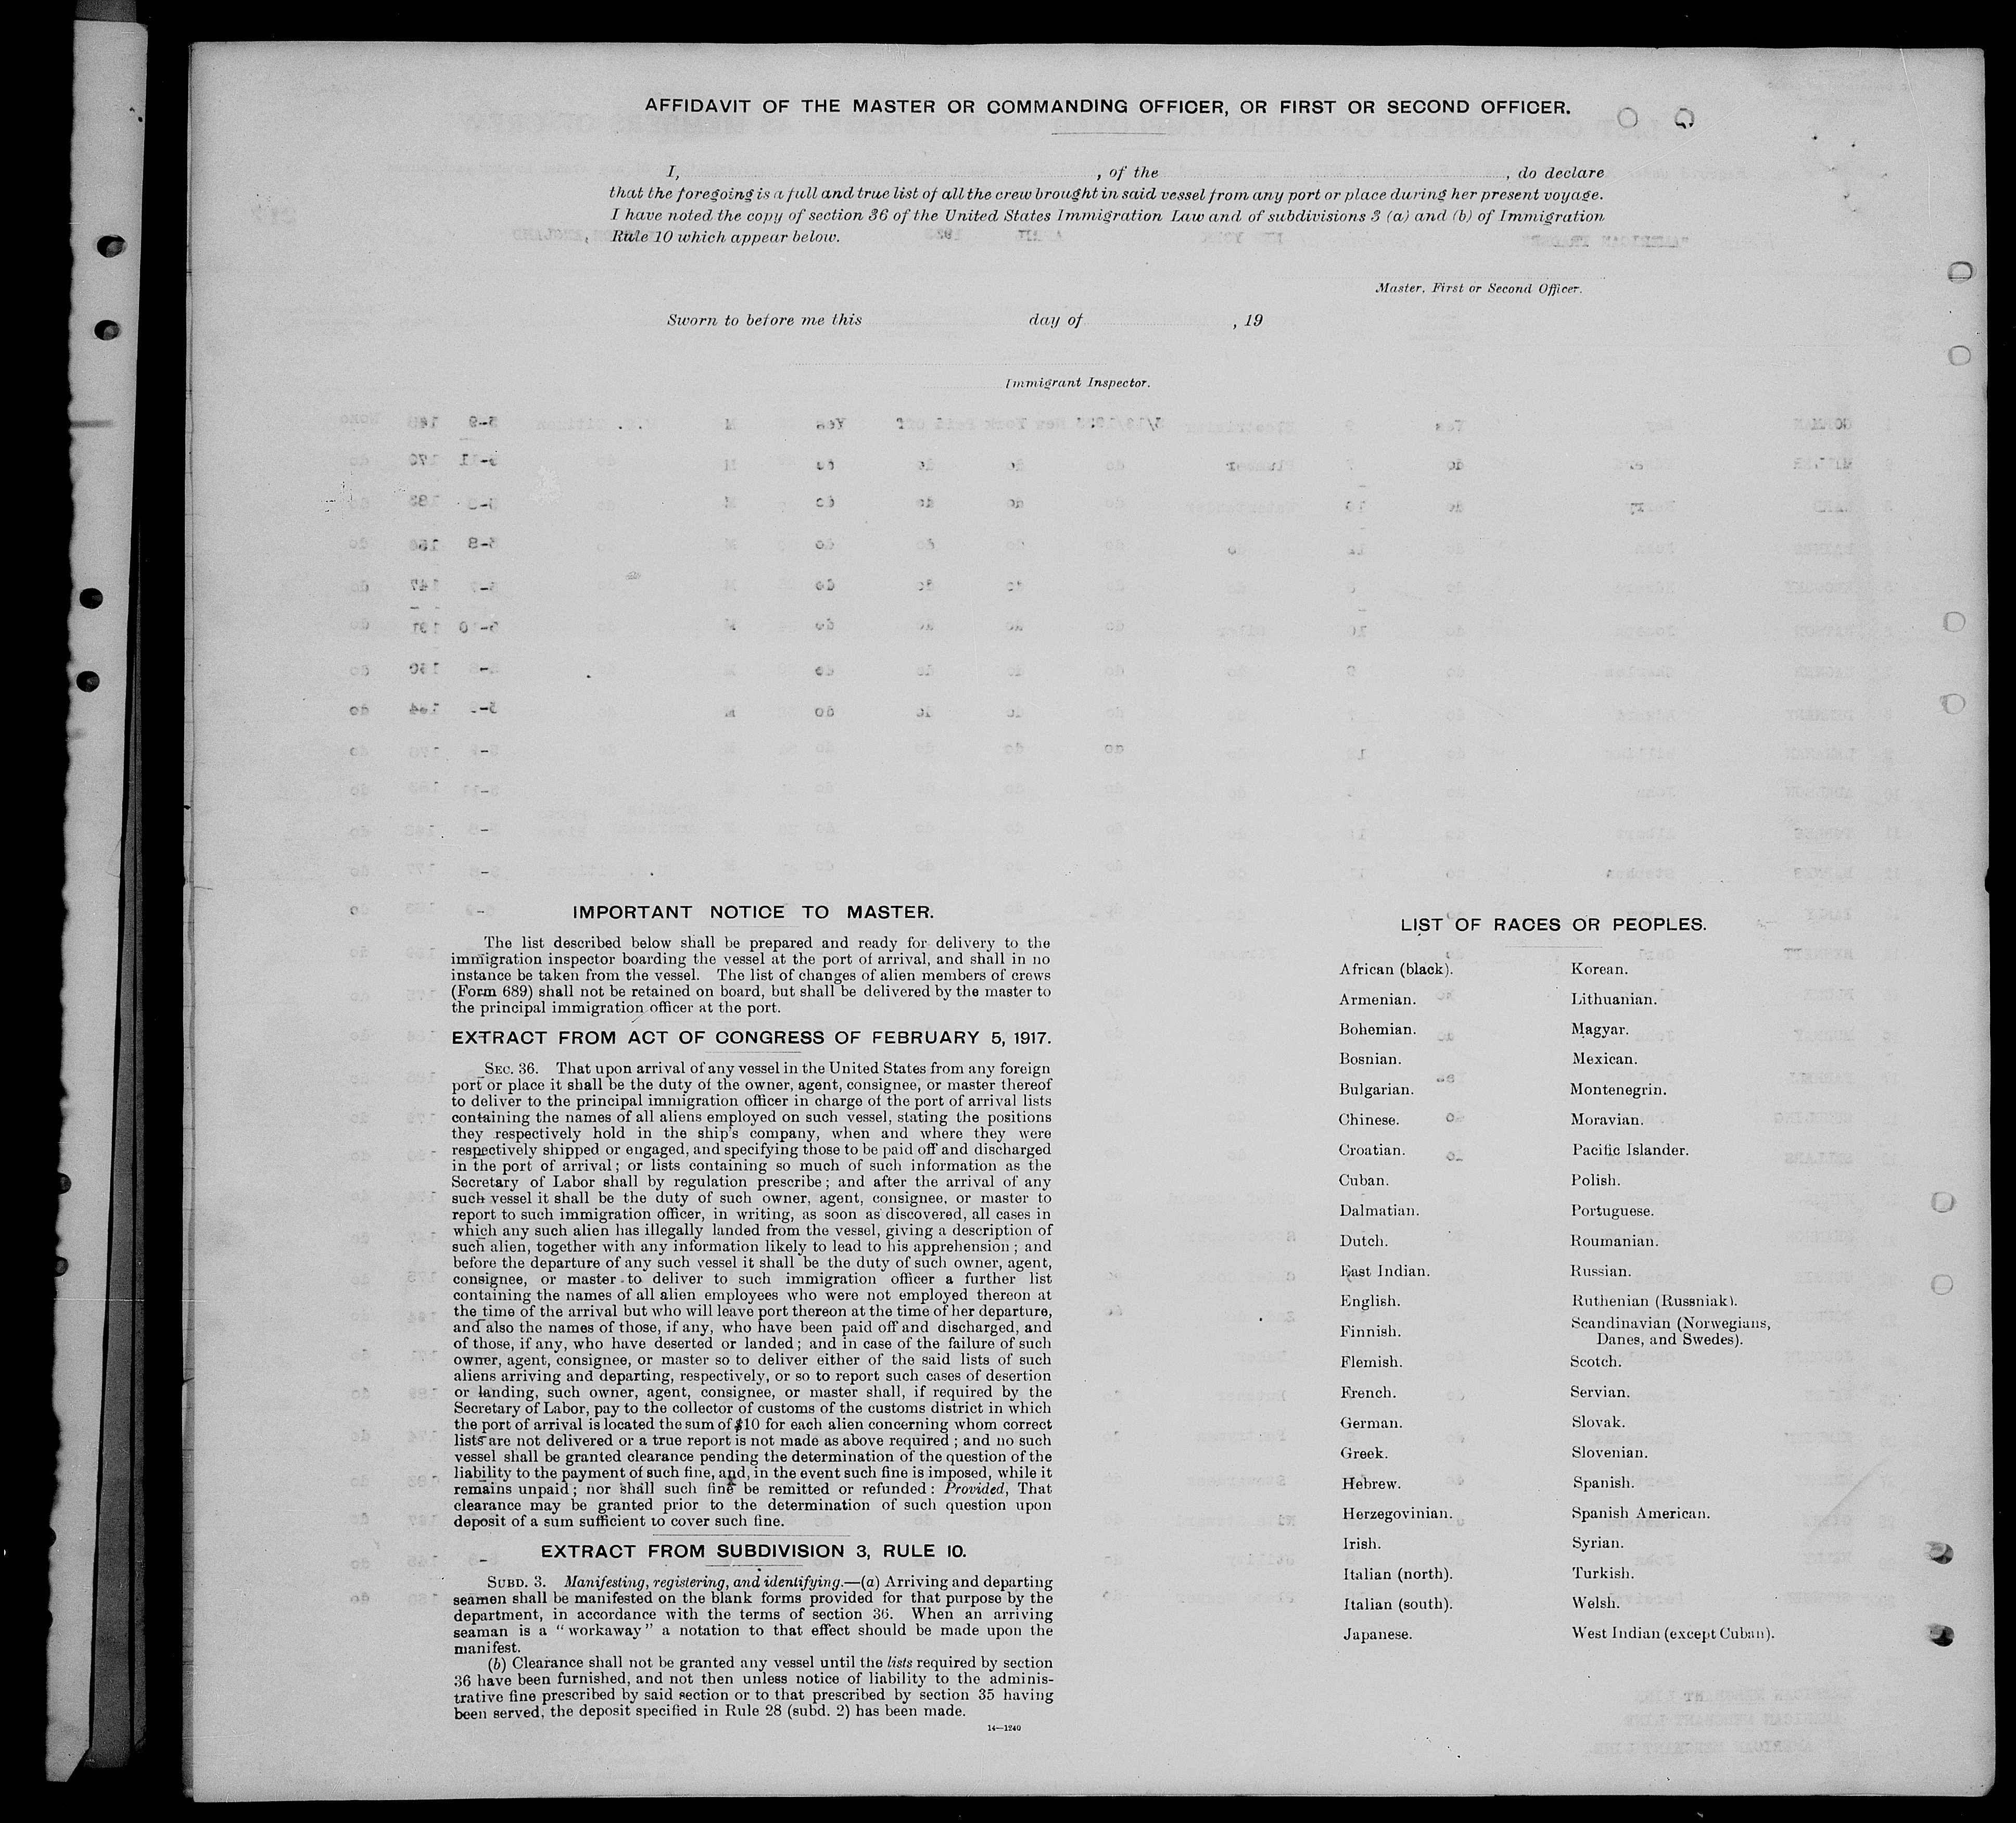 AFFIDAVIT OF THE MASTER OR COMMANDING OFFICER, OR FIRST OR SECOND OFFICER.
I, , of the , do declare
that the foregoing is a full and true list of all the crew brought in said vessel from any port or place during her present voyage.
I have noted the copy of section 36 of the United States Immigration Law and of subdivisions 3 (a) and (b) of Immigration
Rule 10 which appear below.
Master, First or Second Officer.
Sworn to before me this day of , 19
Immigrant Inspector.
IMPORTANT NOTICE TO MASTER.
The list described below shall be prepared and ready for delivery to the
immigration inspector boarding the vessel at the port of arrival, and shall in no
instance be taken from the vessel. The list of changes of alien members of crews
(Form 689) shall not be retained on board, but shall be delivered by the master to
the principal immigration officer at the port.
EXTRACT FROM ACT OF CONGRESS OF FEBRUARY 5, 1917.
SEC. 36. That upon arrival of any vessel in the United States from any foreign
port or place it shall be the duty of the owner, agent, consignee, or master thereof
to deliver to the principal immigration officer in charge of the port of arrival lists
containing the names of all aliens employed on such vessel, stating the positions
they respectively hold in the ship's company, when and where they were
respectively shipped or engaged, and specifying those to be paid off and discharged
in the port of arrival; or lists containing so much of such information as the
Secretary of Labor shall by regulation prescribe; and after the arrival of any
such vessel it shall be the duty of such owner, agent, consignee, or master to
report to such immigration officer, in writing, as soon as discovered, all cases in
which any such alien has illegally landed from the vessel, giving a description of
such alien, together with any information likely to lead to his apprehension; and
before the departure of any such vessel it shall be the duty of such owner, agent,
consignee, or master to deliver to such immigration officer a further list
containing the names of all alien employees who were not employed thereon at
the time of the arrival but who will leave port thereon at the time of her departure,
and also the names of those, if any, who have been paid off and discharged, and
of those, if any, who have deserted or landed; and in case of the failure of such
owner, agent, consignee, or master so to deliver either of the said lists of such
aliens arriving and departing, respectively, or so to report such cases of desertion
or landing, such owner, agent, consignee, or master shall, if required by the
Secretary of Labor, pay to the collector of customs of the customs district in which
the port of arrival is located the sum of $10 for each alien concerning whom correct
lists are not delivered or a true report is not made as above required; and no such
vessel shall be granted clearance pending the determination of the question of the
liability to the payment of such fine, and, in the event such fine is imposed, while it
remains unpaid; nor shall such fine be remitted or refunded: Provided, That
clearance may be granted prior to the determination of such question upon
deposit of a sum sufficient to cover such fine.
EXTRACT FROM SUBDIVISION 3, RULE 10.
SUBD. 3. Manifesting, registering, and identifying.—(a) Arriving and departing
seamen shall be manifested on the blank forms provided for that purpose by the
department, in accordance with the terms of section 36. When an arriving
seaman is a "workaway" a notation to that effect should be made upon the
manifest.
(b) Clearance shall not be granted any vessel until the lists required by section
36 have been furnished, and not then unless notice of liability to the adminis-
trative fine prescribed by said section or to that prescribed by section 35 having
been served, the deposit specified in Rule 28 (subd. 2) has been made.
14—1240
LIST OF RACES OR PEOPLES.
African (black).
Armenian.
Bohemian.
Bosnian.
Bulgarian.
Chinese.
Croatian.
Cuban.
Dalmatian.
Dutch.
East Indian.
English.
Finnish.
Flemish.
French.
German.
Greek.
Hebrew.
Herzegovinian.
Irish.
Italian (north).
Italian (south).
Japanese.
Korean.
Lithuanian.
Magyar.
Mexican.
Montenegrin.
Moravian.
Pacific Islander.
Polish.
Portuguese.
Roumanian.
Russian.
Ruthenian (Russniak).
Scandinavian (Norwegians,
Danes, and Swedes).
Scotch.
Servian.
Slovak.
Slovenian.
Spanish.
Spanish American.
Syrian.
Turkish.
Welsh.
West Indian (except Cuban).